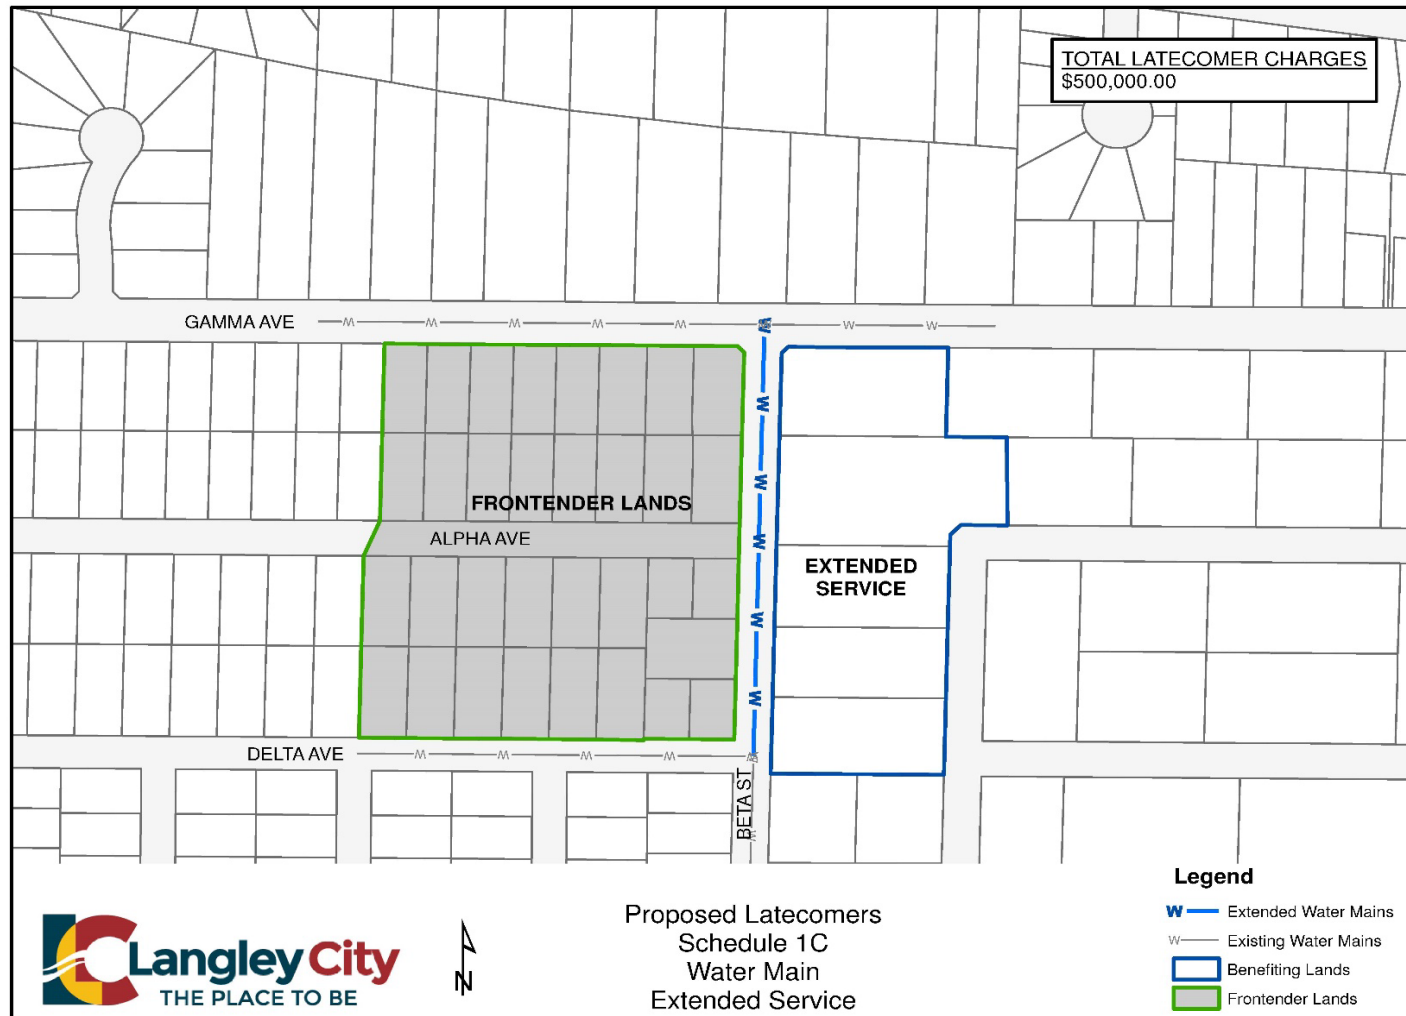 TOTAL LATECOMER CHARGES
$500,000.00
GAMMA AVE
W W W W W W W W
W
W
W
FRONTENDER LANDS
ALPHA AVE
W
EXTENDED
SERVICE
W
W
DELTA AVE
W W W W W
BETA ST
W
Legend
W Extended Water Mains
W Existing Water Mains
Benefiting Lands
Frontender Lands
LC Langley City
THE PLACE TO BE
N
Proposed Latecomers
Schedule 1C
Water Main
Extended Service